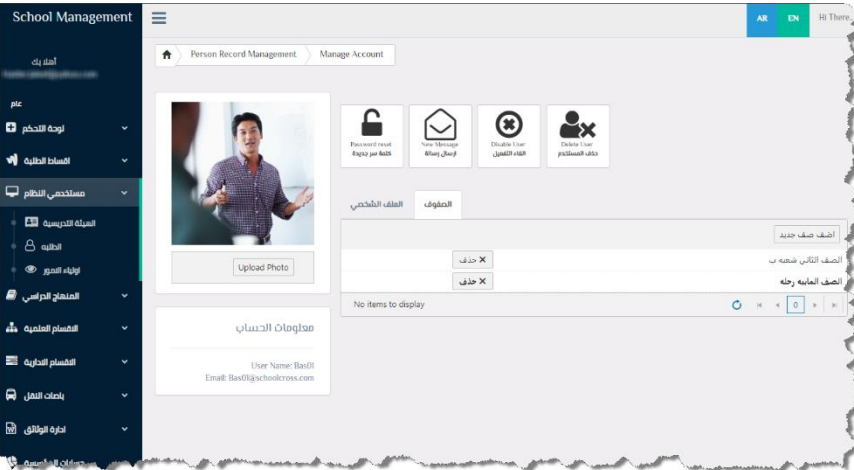 School Management
AR
EN
Hi There
أهلا بك
Person Record Management
Manage Account
عام
لوحة التحكم
اقساط الطلبة
مستخدمي النظام
الهيئة التدريسية
الطلبه
اولياء الامور
المنهاج الدراسي
الاقسام العلمية
الاقسام الادارية
باصات النقل
ادارة الوثائق
Password reset
كلمة سر جديدة
New Message
ارسال رسالة
Disable User
الغاء التفعيل
Delete User
حذف المستخدم
الصفوف
الملف الشخصي
اضف صف جديد
الصف الثاني شعبه ب
حذف
حذف
No items to display
0
Upload Photo
معلومات الحساب
User Name: Bas01
Email: Bas01@schoolcross.com